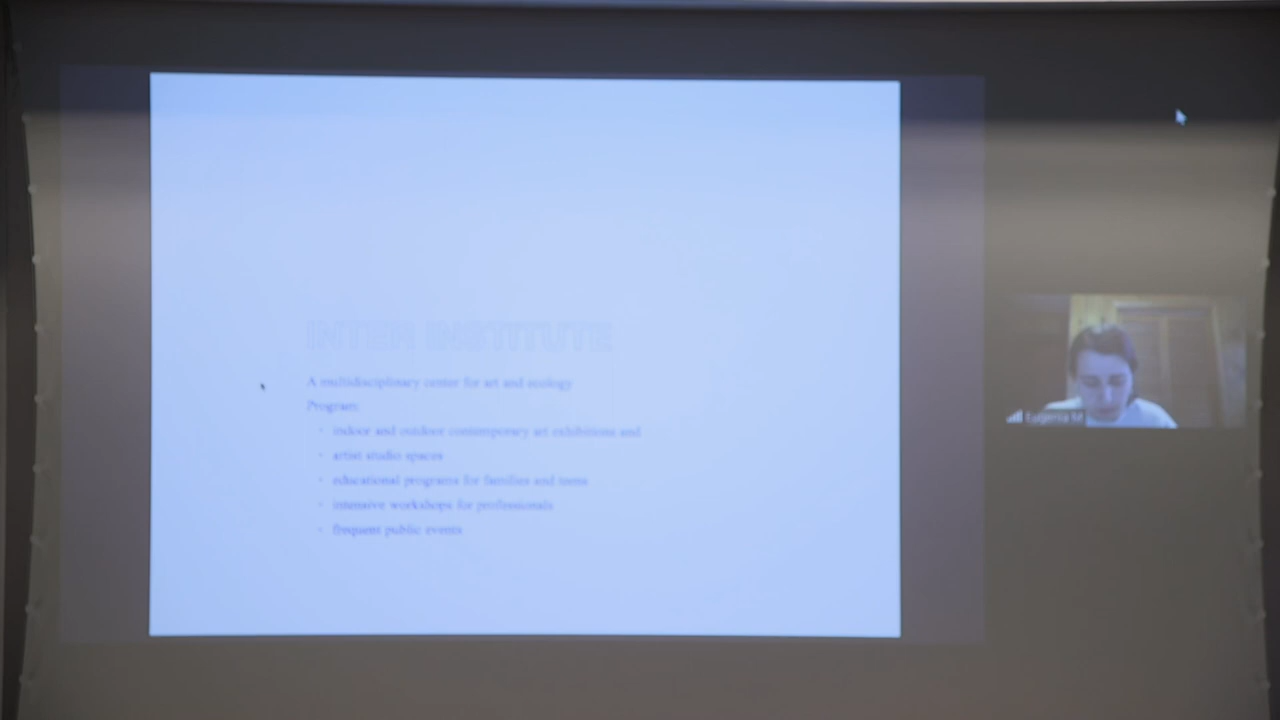 INTER INSTITUTE
A multidisciplinary center for art and ecology
Program:
• indoor and outdoor contemporary art exhibitions and
• artist studio spaces
• educational programs for families and teens
• intensive workshops for professionals
• frequent public events
Eugenia M